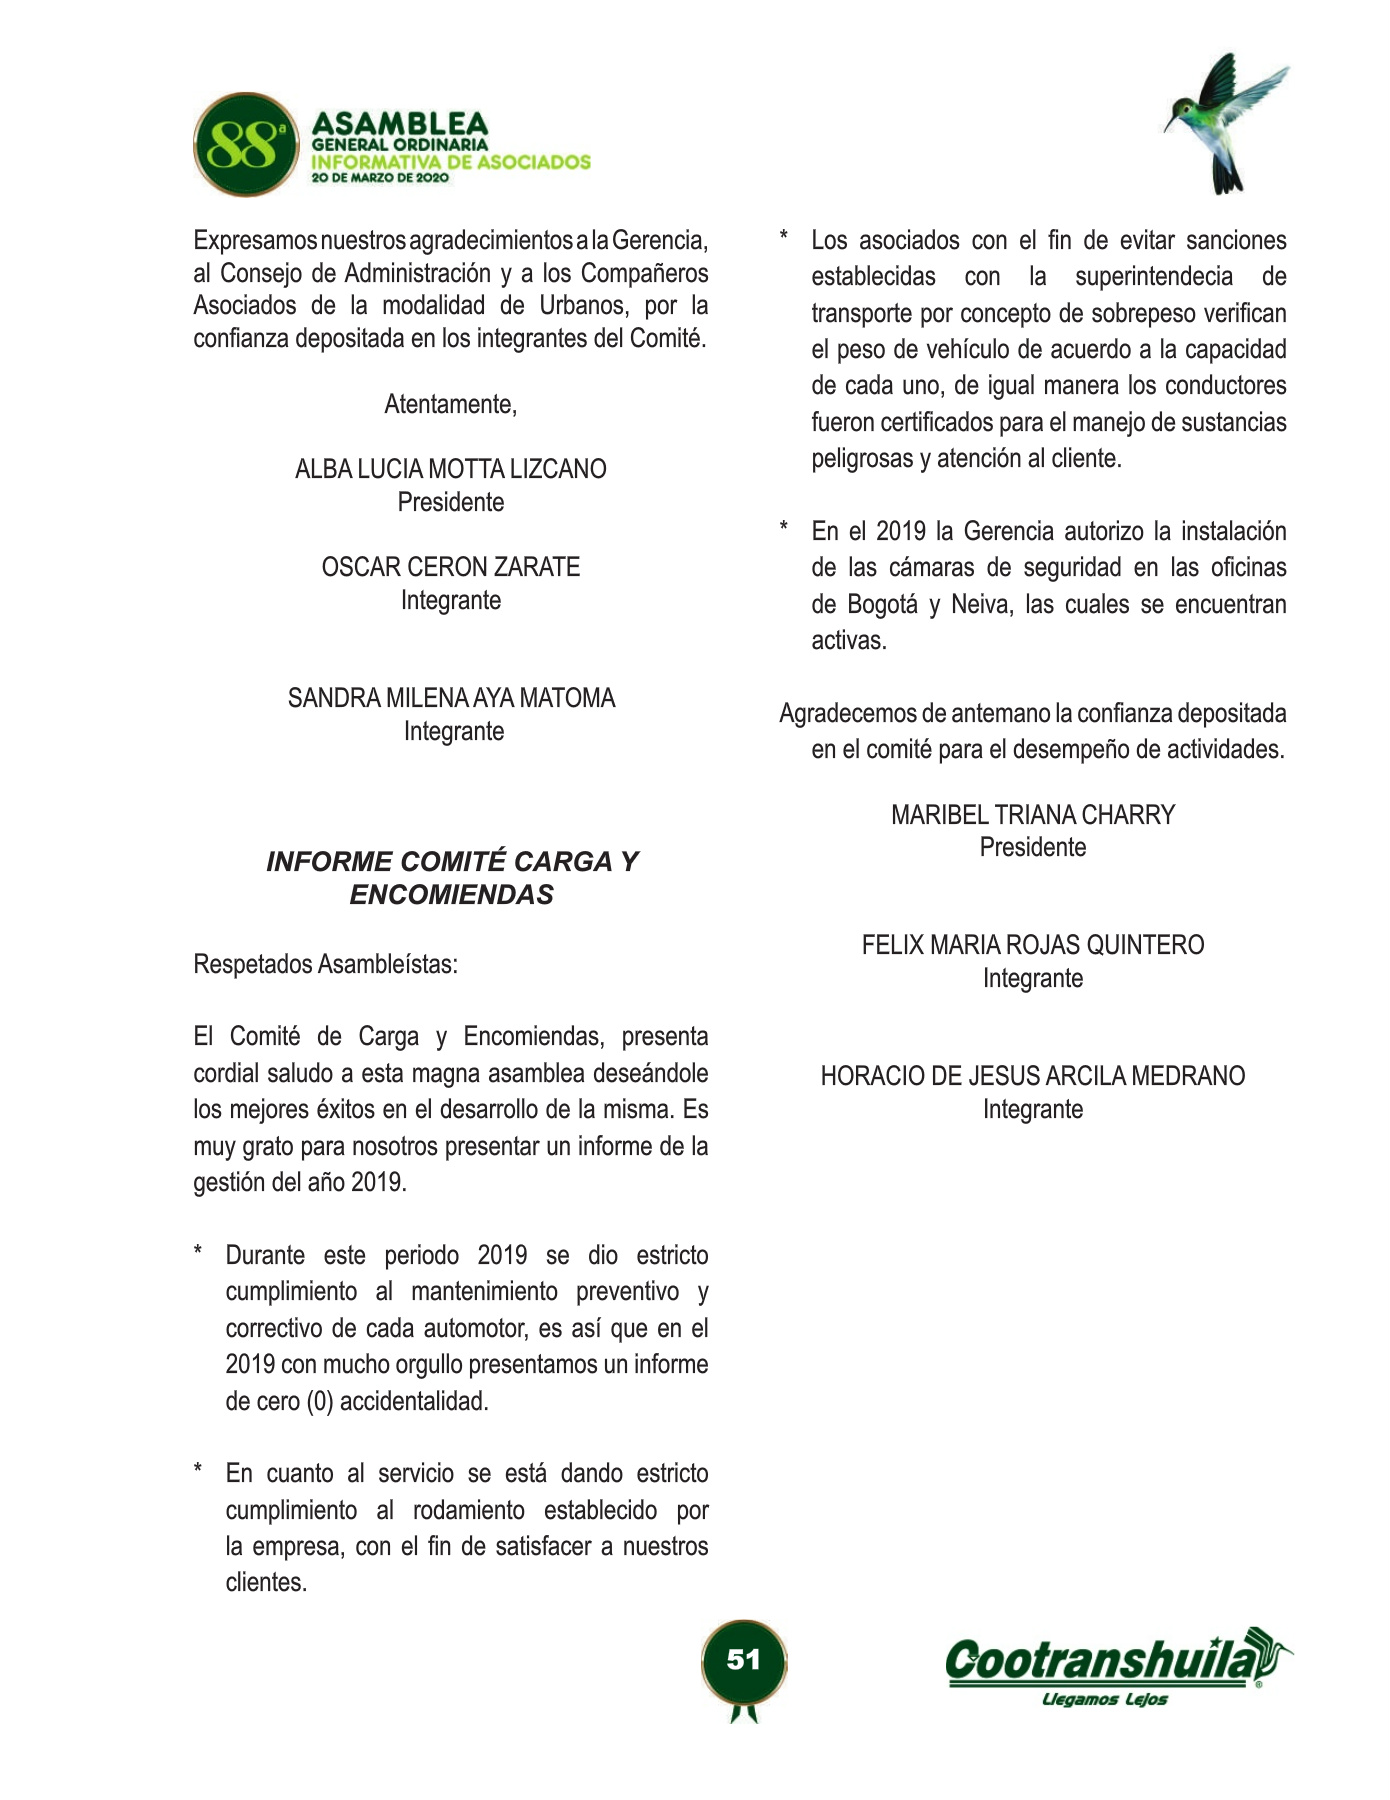 88ª
ASAMBLEA
GENERAL ORDINARIA
INFORMATIVA DE ASOCIADOS
20 DE MARZO DE 2020
Expresamos nuestros agradecimientos a la Gerencia,
al Consejo de Administración y a los Compañeros
Asociados de la modalidad de Urbanos, por la
confianza depositada en los integrantes del Comité.
Atentamente,
ALBA LUCIA MOTTA LIZCANO
Presidente
OSCAR CERON ZARATE
Integrante
SANDRA MILENA AYA MATOMA
Integrante
INFORME COMITÉ CARGA Y
ENCOMIENDAS
Respetados Asambleístas:
El Comité de Carga y Encomiendas, presenta
cordial saludo a esta magna asamblea deseándole
los mejores éxitos en el desarrollo de la misma. Es
muy grato para nosotros presentar un informe de la
gestión del año 2019.
* Durante este periodo 2019 se dio estricto
cumplimiento al mantenimiento preventivo y
correctivo de cada automotor, es así que en el
2019 con mucho orgullo presentamos un informe
de cero (0) accidentalidad.
* En cuanto al servicio se está dando estricto
cumplimiento al rodamiento establecido por
la empresa, con el fin de satisfacer a nuestros
clientes.
* Los asociados con el fin de evitar sanciones
establecidas con la superintendecia de
transporte por concepto de sobrepeso verifican
el peso de vehículo de acuerdo a la capacidad
de cada uno, de igual manera los conductores
fueron certificados para el manejo de sustancias
peligrosas y atención al cliente.
* En el 2019 la Gerencia autorizo la instalación
de las cámaras de seguridad en las oficinas
de Bogotá y Neiva, las cuales se encuentran
activas.
Agradecemos de antemano la confianza depositada
en el comité para el desempeño de actividades.
MARIBEL TRIANA CHARRY
Presidente
FELIX MARIA ROJAS QUINTERO
Integrante
HORACIO DE JESUS ARCILA MEDRANO
Integrante
51
Cootranshuila®
Llegamos Lejos